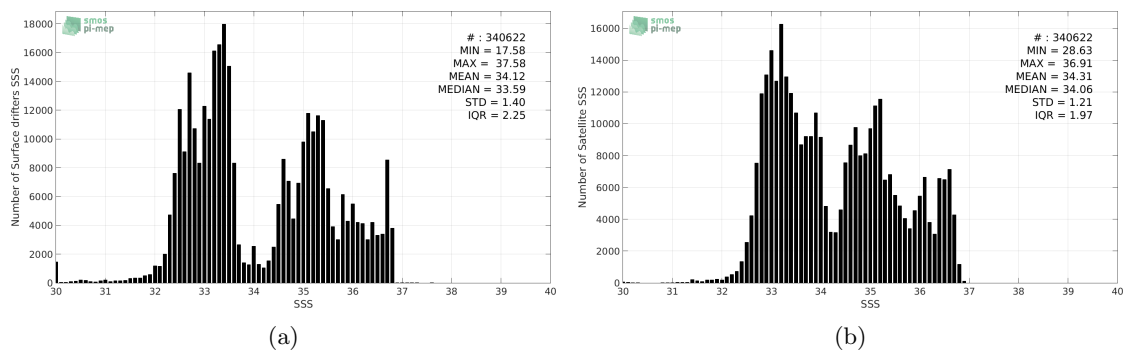 smos
pi-mep
# : 340622
MIN = 17.58
MAX = 37.58
MEAN = 34.12
MEDIAN = 33.59
STD = 1.40
IQR = 2.25
Number of Surface drifters SSS
18000
16000
14000
12000
10000
8000
6000
4000
2000
0
30 31 32 33 34 35 36 37 38 39 40
SSS
(a)
smos
pi-mep
# : 340622
MIN = 28.63
MAX = 36.91
MEAN = 34.31
MEDIAN = 34.06
STD = 1.21
IQR = 1.97
Number of Satellite SSS
16000
14000
12000
10000
8000
6000
4000
2000
0
30 31 32 33 34 35 36 37 38 39 40
SSS
(b)